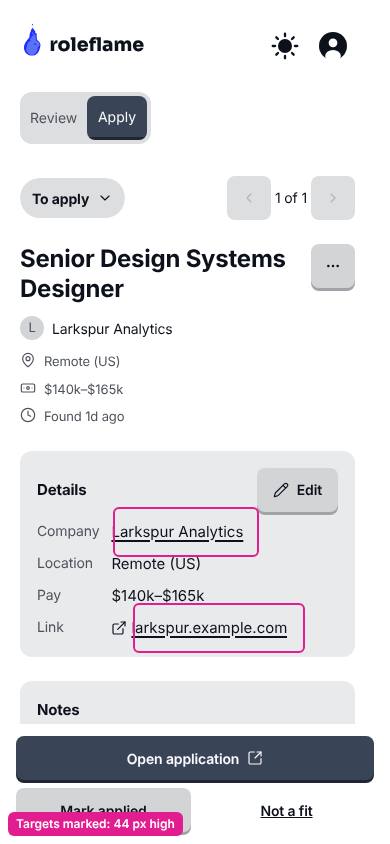 roleflame
Review
Apply
To apply
1 of 1
Senior Design Systems
Designer
...
L
Larkspur Analytics
Remote (US)
$140k–$165k
Found 1d ago
Details
Edit
Company
Larkspur Analytics
Location
Remote (US)
Pay
$140k–$165k
Link
larkspur.example.com
Notes
Open application
Mark applied
Not a fit
Targets marked: 44 px high